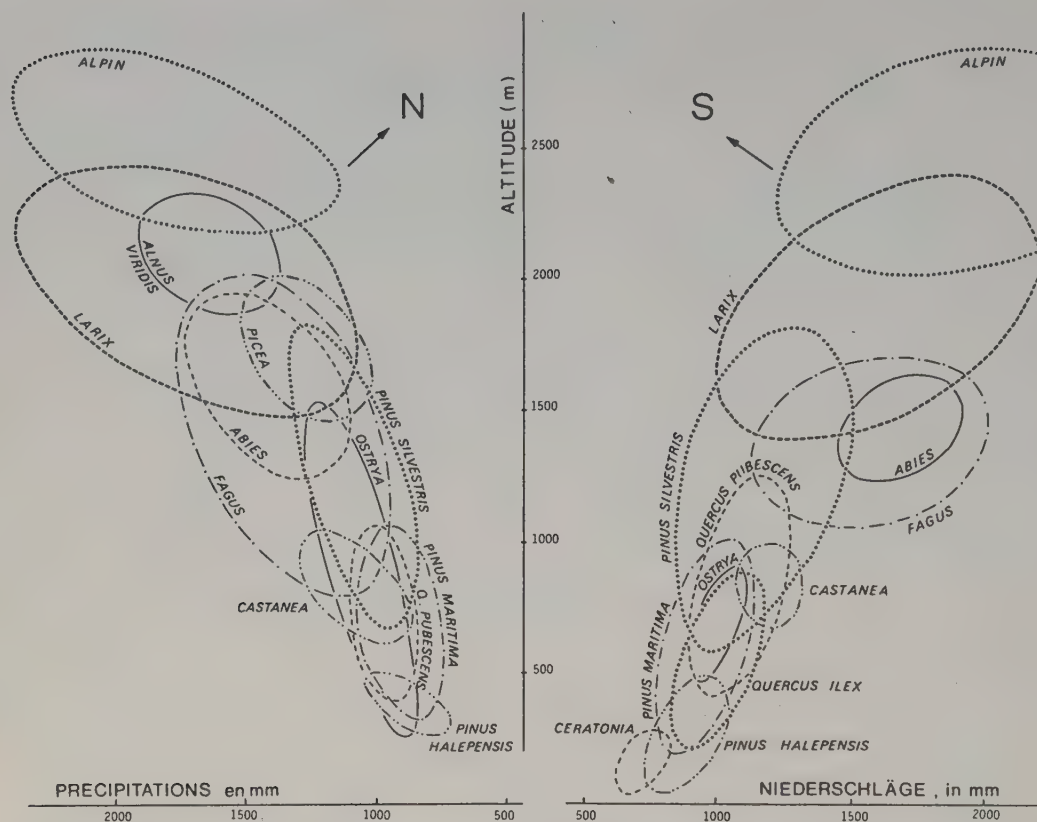 ALPIN
N
ALTITUDE (m)
S
ALPIN
2500
ALNUS
VIRIDIS
2000
LARIX
PICEA
LARIX
1500
PINUS SILVESTRIS
ABIES
OSTRYA
ABIES
FAGUS
QUERCUS PUBESCENS
FAGUS
PINUS SILVESTRIS
1000
OSTRYA
CASTANEA
PINUS MARITIMA
Q. PUBESCENS
CASTANEA
PINUS MARITIMA
500
QUERCUS ILEX
PINUS
HALEPENSIS
CERATONIA
PINUS HALEPENSIS
PRECIPITATIONS en mm
NIEDERSCHLÄGE, in mm
2000 1500 1000 500
500 1000 1500 2000